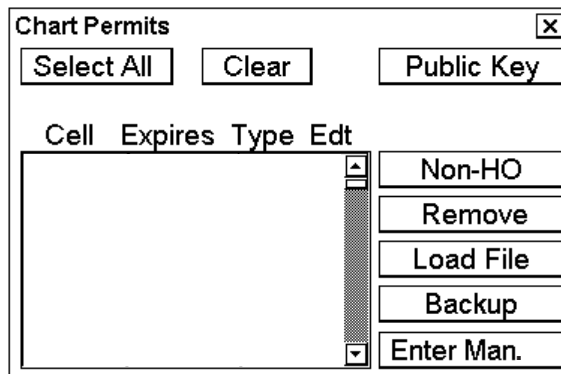 Chart Permits
Select All Clear Public Key
Cell Expires Type Edt
Non-HO
Remove
Load File
Backup
Enter Man.